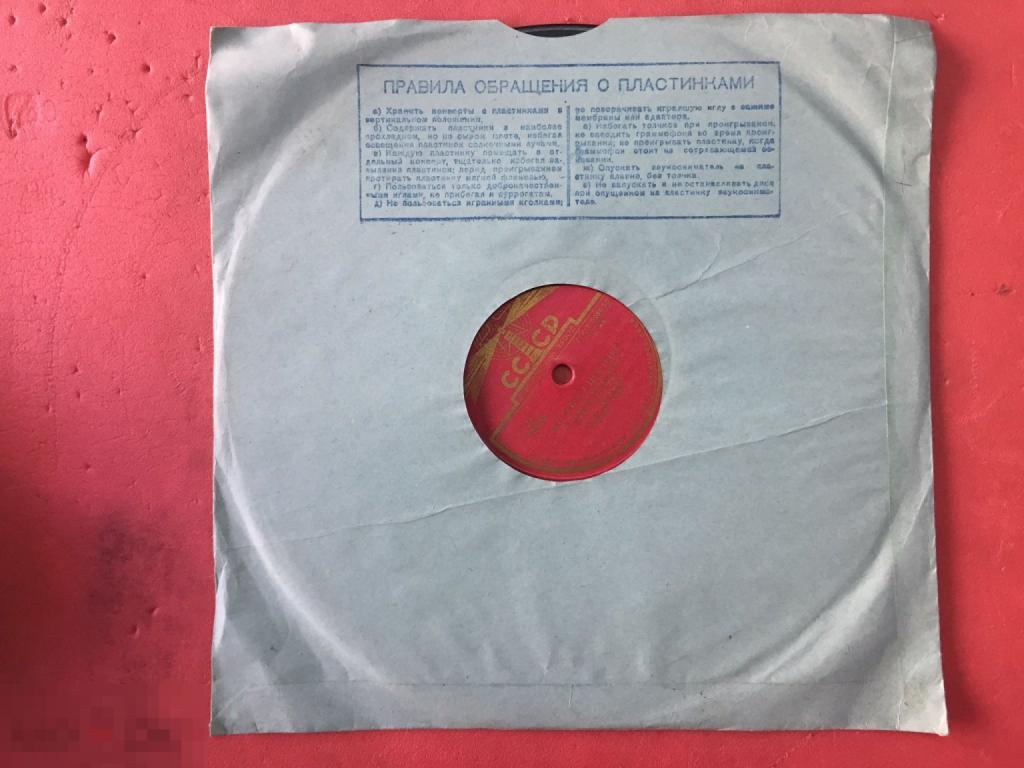 ПРАВИЛА ОБРАЩЕНИЯ О ПЛАСТИНКАМИ
а) Хранить конверты с пластинками в
вертикальном положении.
б) Содержать пластинки в наиболее
прохладном, но не сыром месте, избегая
освещения пластинок солнечными лучами.
в) Каждую пластинку помещать в от-
дельный конверт, тщательно избегая за-
пыления пластинок; перед проигрыванием
протирать пластинку мягкой фланелью.
г) Пользоваться только доброкачествен-
ными иглами, не прибегая к суррогатам.
д) Не пользоваться игранными иголками;
не поворачивать игравшую иглу в зажиме
мембраны или адаптера.
е) Избегать толчков при проигрывании,
не заводить граммофона во время проиг-
рывания; не проигрывать пластинку, когда
граммофон стоит на сотрясающемся ос-
новании.
ж) Опускать звукосниматель на пла-
стинку плавно, без толчка.
з) Не запускать и не останавливать диск
при опущенном на пластинку звукоснима-
теле.
СССР